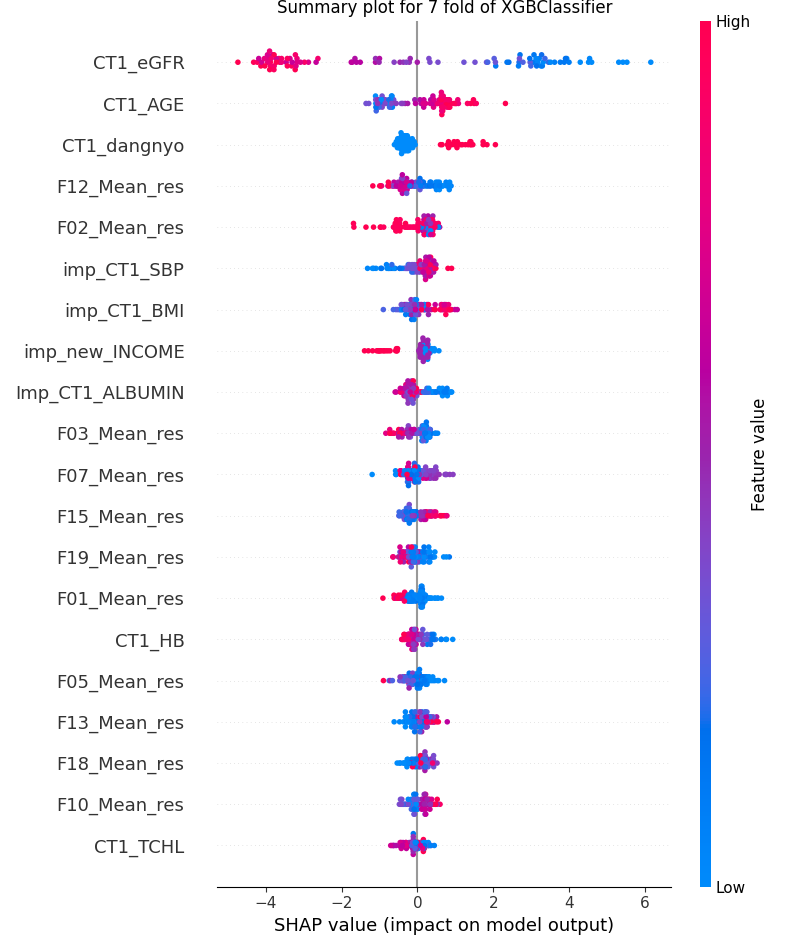 Summary plot for 7 fold of XGBClassifier
High
CT1_eGFR
CT1_AGE
CT1_dangnyo
F12_Mean_res
F02_Mean_res
imp_CT1_SBP
imp_CT1_BMI
imp_new_INCOME
Imp_CT1_ALBUMIN
F03_Mean_res
F07_Mean_res
F15_Mean_res
F19_Mean_res
F01_Mean_res
CT1_HB
F05_Mean_res
F13_Mean_res
F18_Mean_res
F10_Mean_res
CT1_TCHL
Feature value
Low
−4 −2 0 2 4 6
SHAP value (impact on model output)